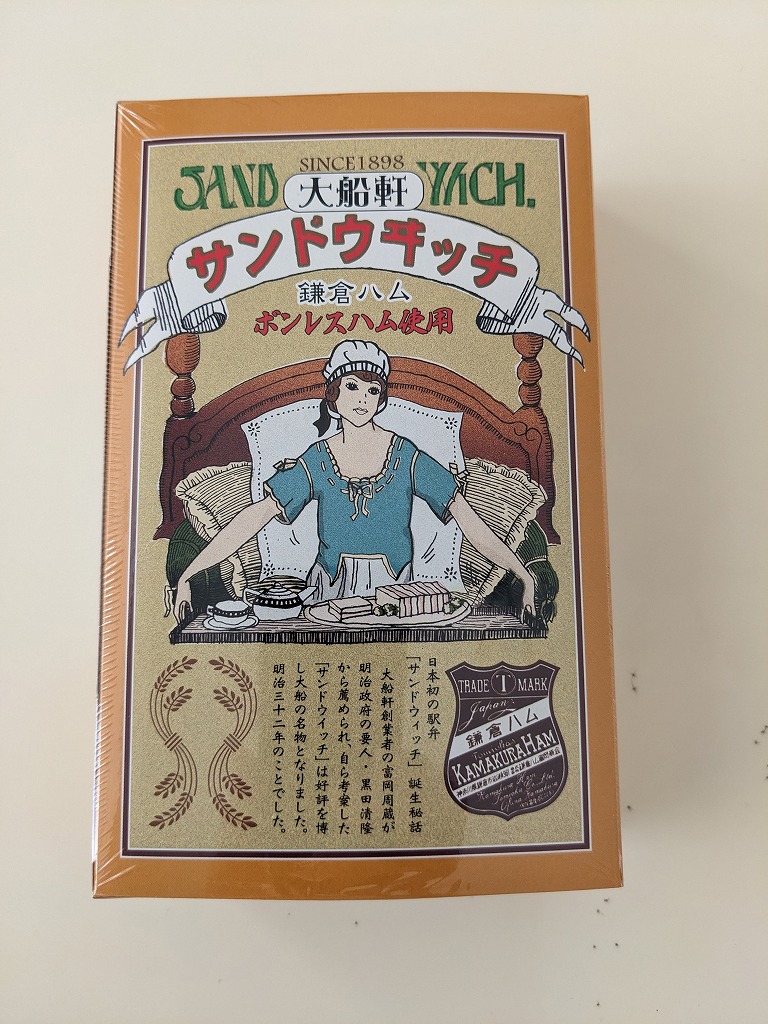 SINCE1898
SAND WYCH.
大船軒
サンドウヰッチ
鎌倉ハム
ボンレスハム使用
日本初の駅弁
「サンドウィッチ」誕生秘話
大船軒創業者の富岡周蔵が
明治政府の要人・黒田清隆
から薦められ、自ら考案した
「サンドウイッチ」は好評を博
し大船の名物となりました。
明治三十二年のことでした。
TRADE T MARK
Japan
鎌倉ハム
KAMAKURA HAM